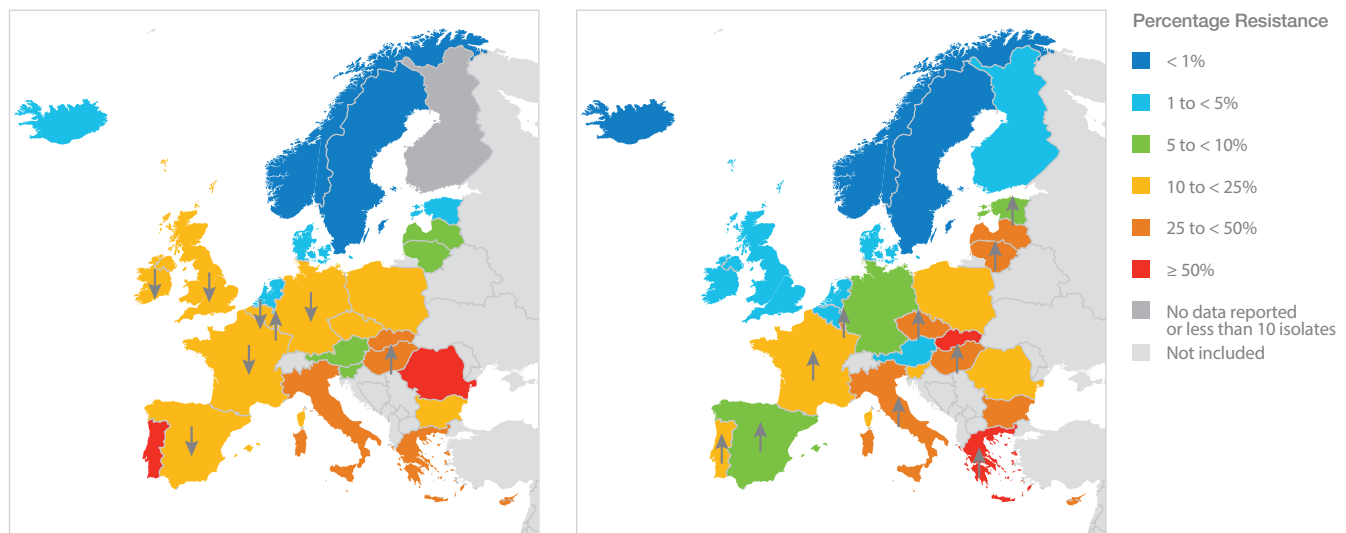 Percentage Resistance
< 1%
1 to < 5%
5 to < 10%
10 to < 25%
25 to < 50%
≥ 50%
No data reported
or less than 10 isolates
Not included